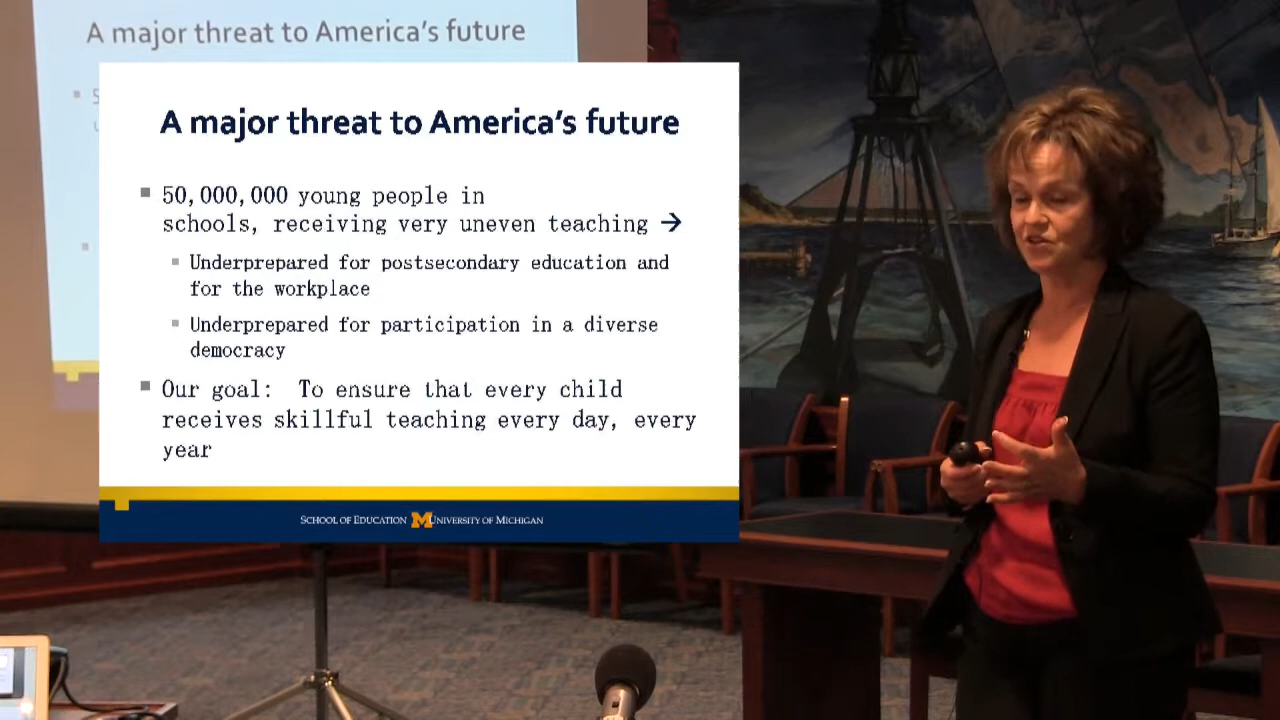 A major threat to America's future
A major threat to America's future
50,000,000 young people in
schools, receiving very uneven teaching →
Underprepared for postsecondary education and
for the workplace
Underprepared for participation in a diverse
democracy
Our goal: To ensure that every child
receives skillful teaching every day, every
year
SCHOOL OF EDUCATION M UNIVERSITY OF MICHIGAN